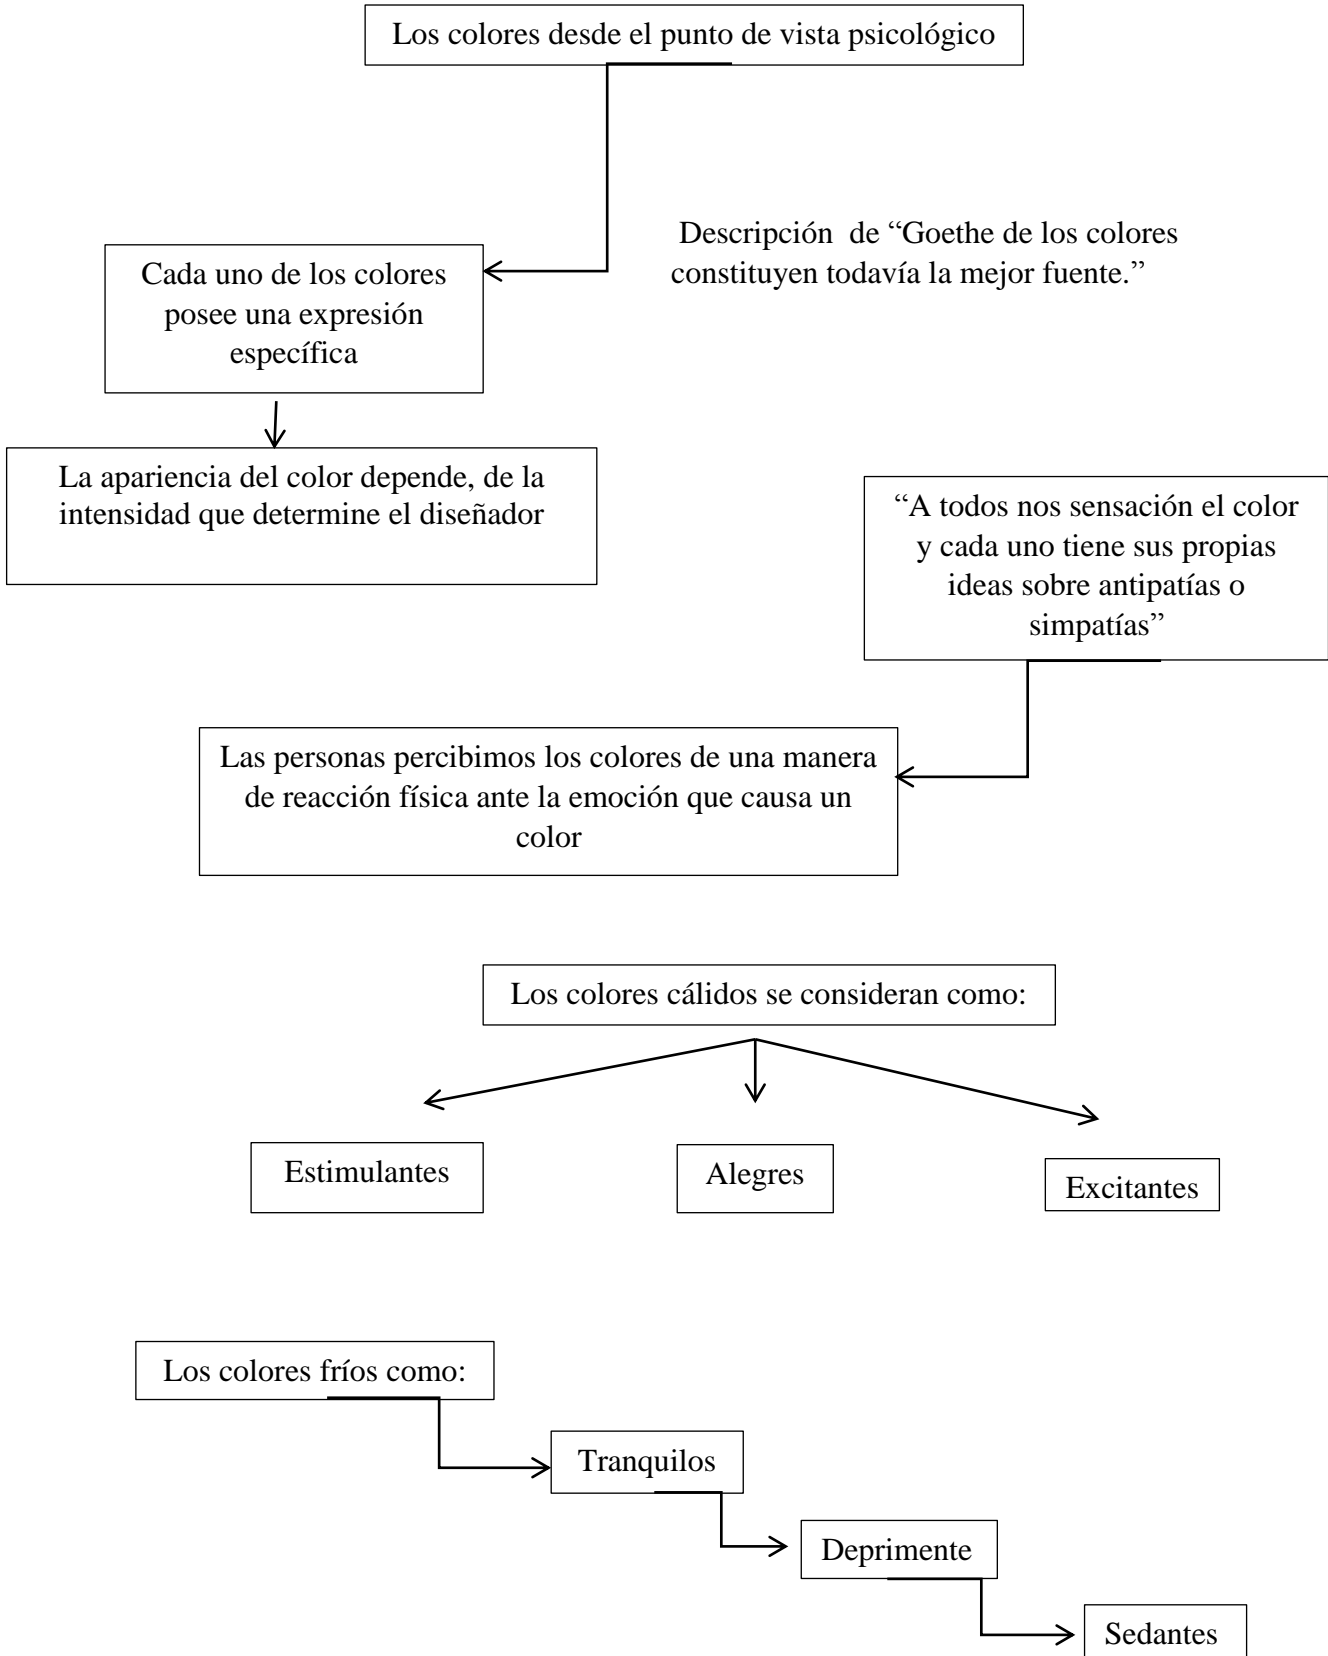 Los colores desde el punto de vista psicológico
Descripción  de “Goethe de los colores
constituyen todavía la mejor fuente.”
Cada uno de los colores
posee una expresión
específica
La apariencia del color depende, de la
intensidad que determine el diseñador
“A todos nos sensación el color
y cada uno tiene sus propias
ideas sobre antipatías o
simpatías”
Las personas percibimos los colores de una manera
de reacción física ante la emoción que causa un
color
Los colores cálidos se consideran como:
Estimulantes
Alegres
Excitantes
Los colores fríos como:
Tranquilos
Deprimente
Sedantes